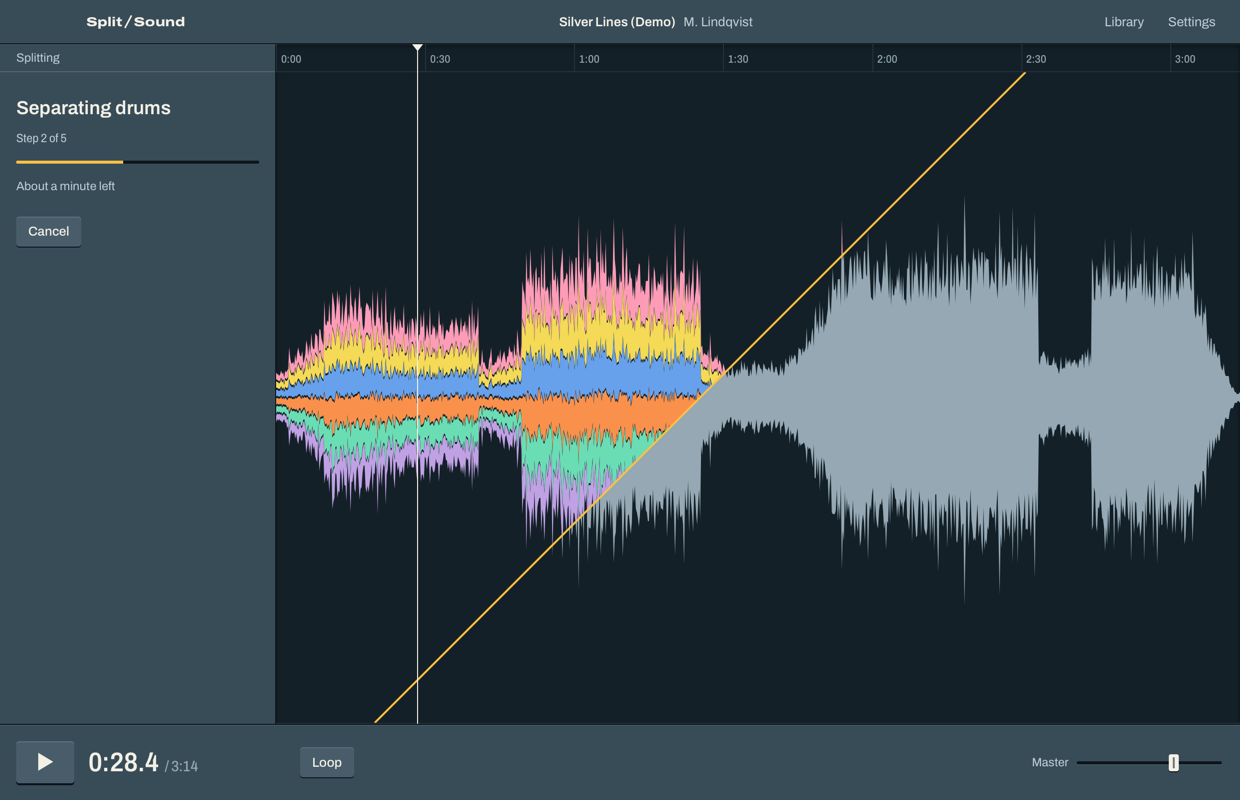 Split/Sound
Silver Lines (Demo) M. Lindqvist
Library
Settings
Splitting
0:00
0:30
1:00
1:30
2:00
2:30
3:00
Separating drums
Step 2 of 5
About a minute left
Cancel
0:28.4 / 3:14
Loop
Master